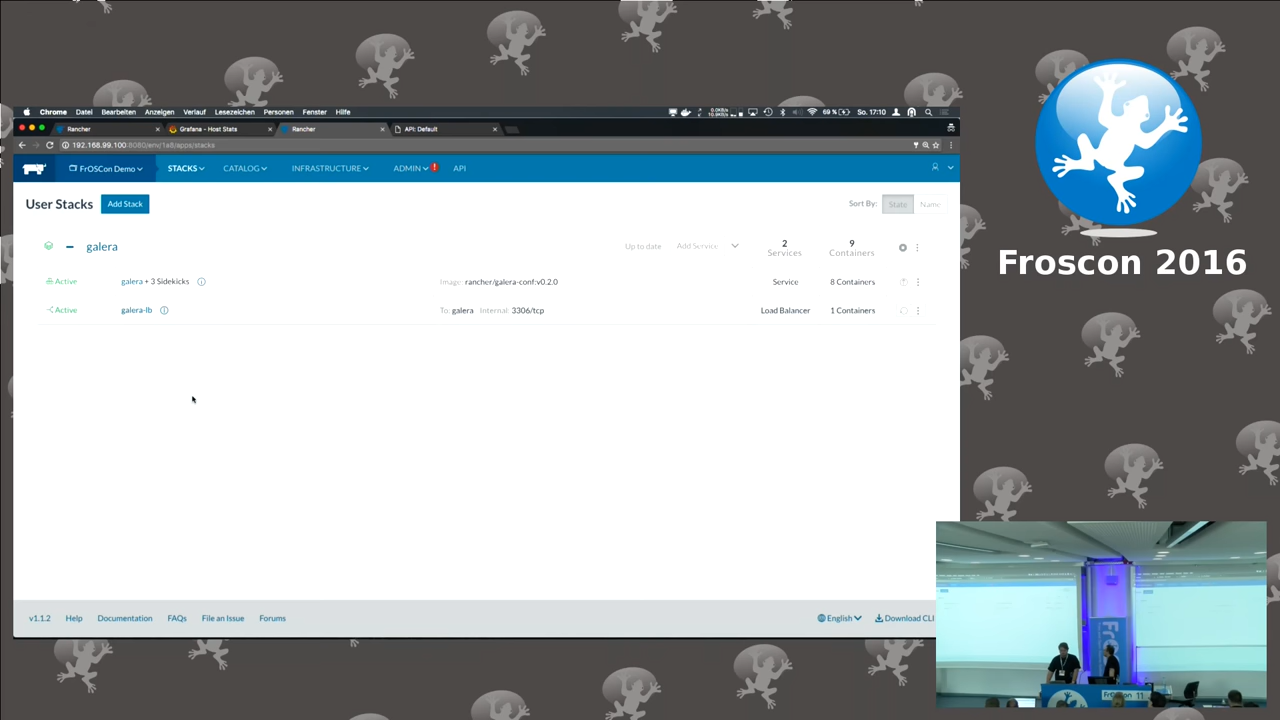 Chrome Datei Bearbeiten Anzeigen Verlauf Lesezeichen Personen Fenster Hilfe 69 % So. 17:10
Rancher Grafana - Host Stats Rancher API: Default
192.168.99.100:8080/env/1a8/apps/stacks
FrOSCon Demo STACKS CATALOG INFRASTRUCTURE ADMIN API
User Stacks Add Stack Sort By: State Name
galera Up to date Add Service 2 Services 9 Containers
Active galera + 3 Sidekicks Image: rancher/galera-conf:v0.2.0 Service 8 Containers
Active galera-lb To: galera Internal: 3306/tcp Load Balancer 1 Containers
v1.1.2 Help Documentation FAQs File an Issue Forums English Download CLI
Froscon 2016
FrOSCon 11